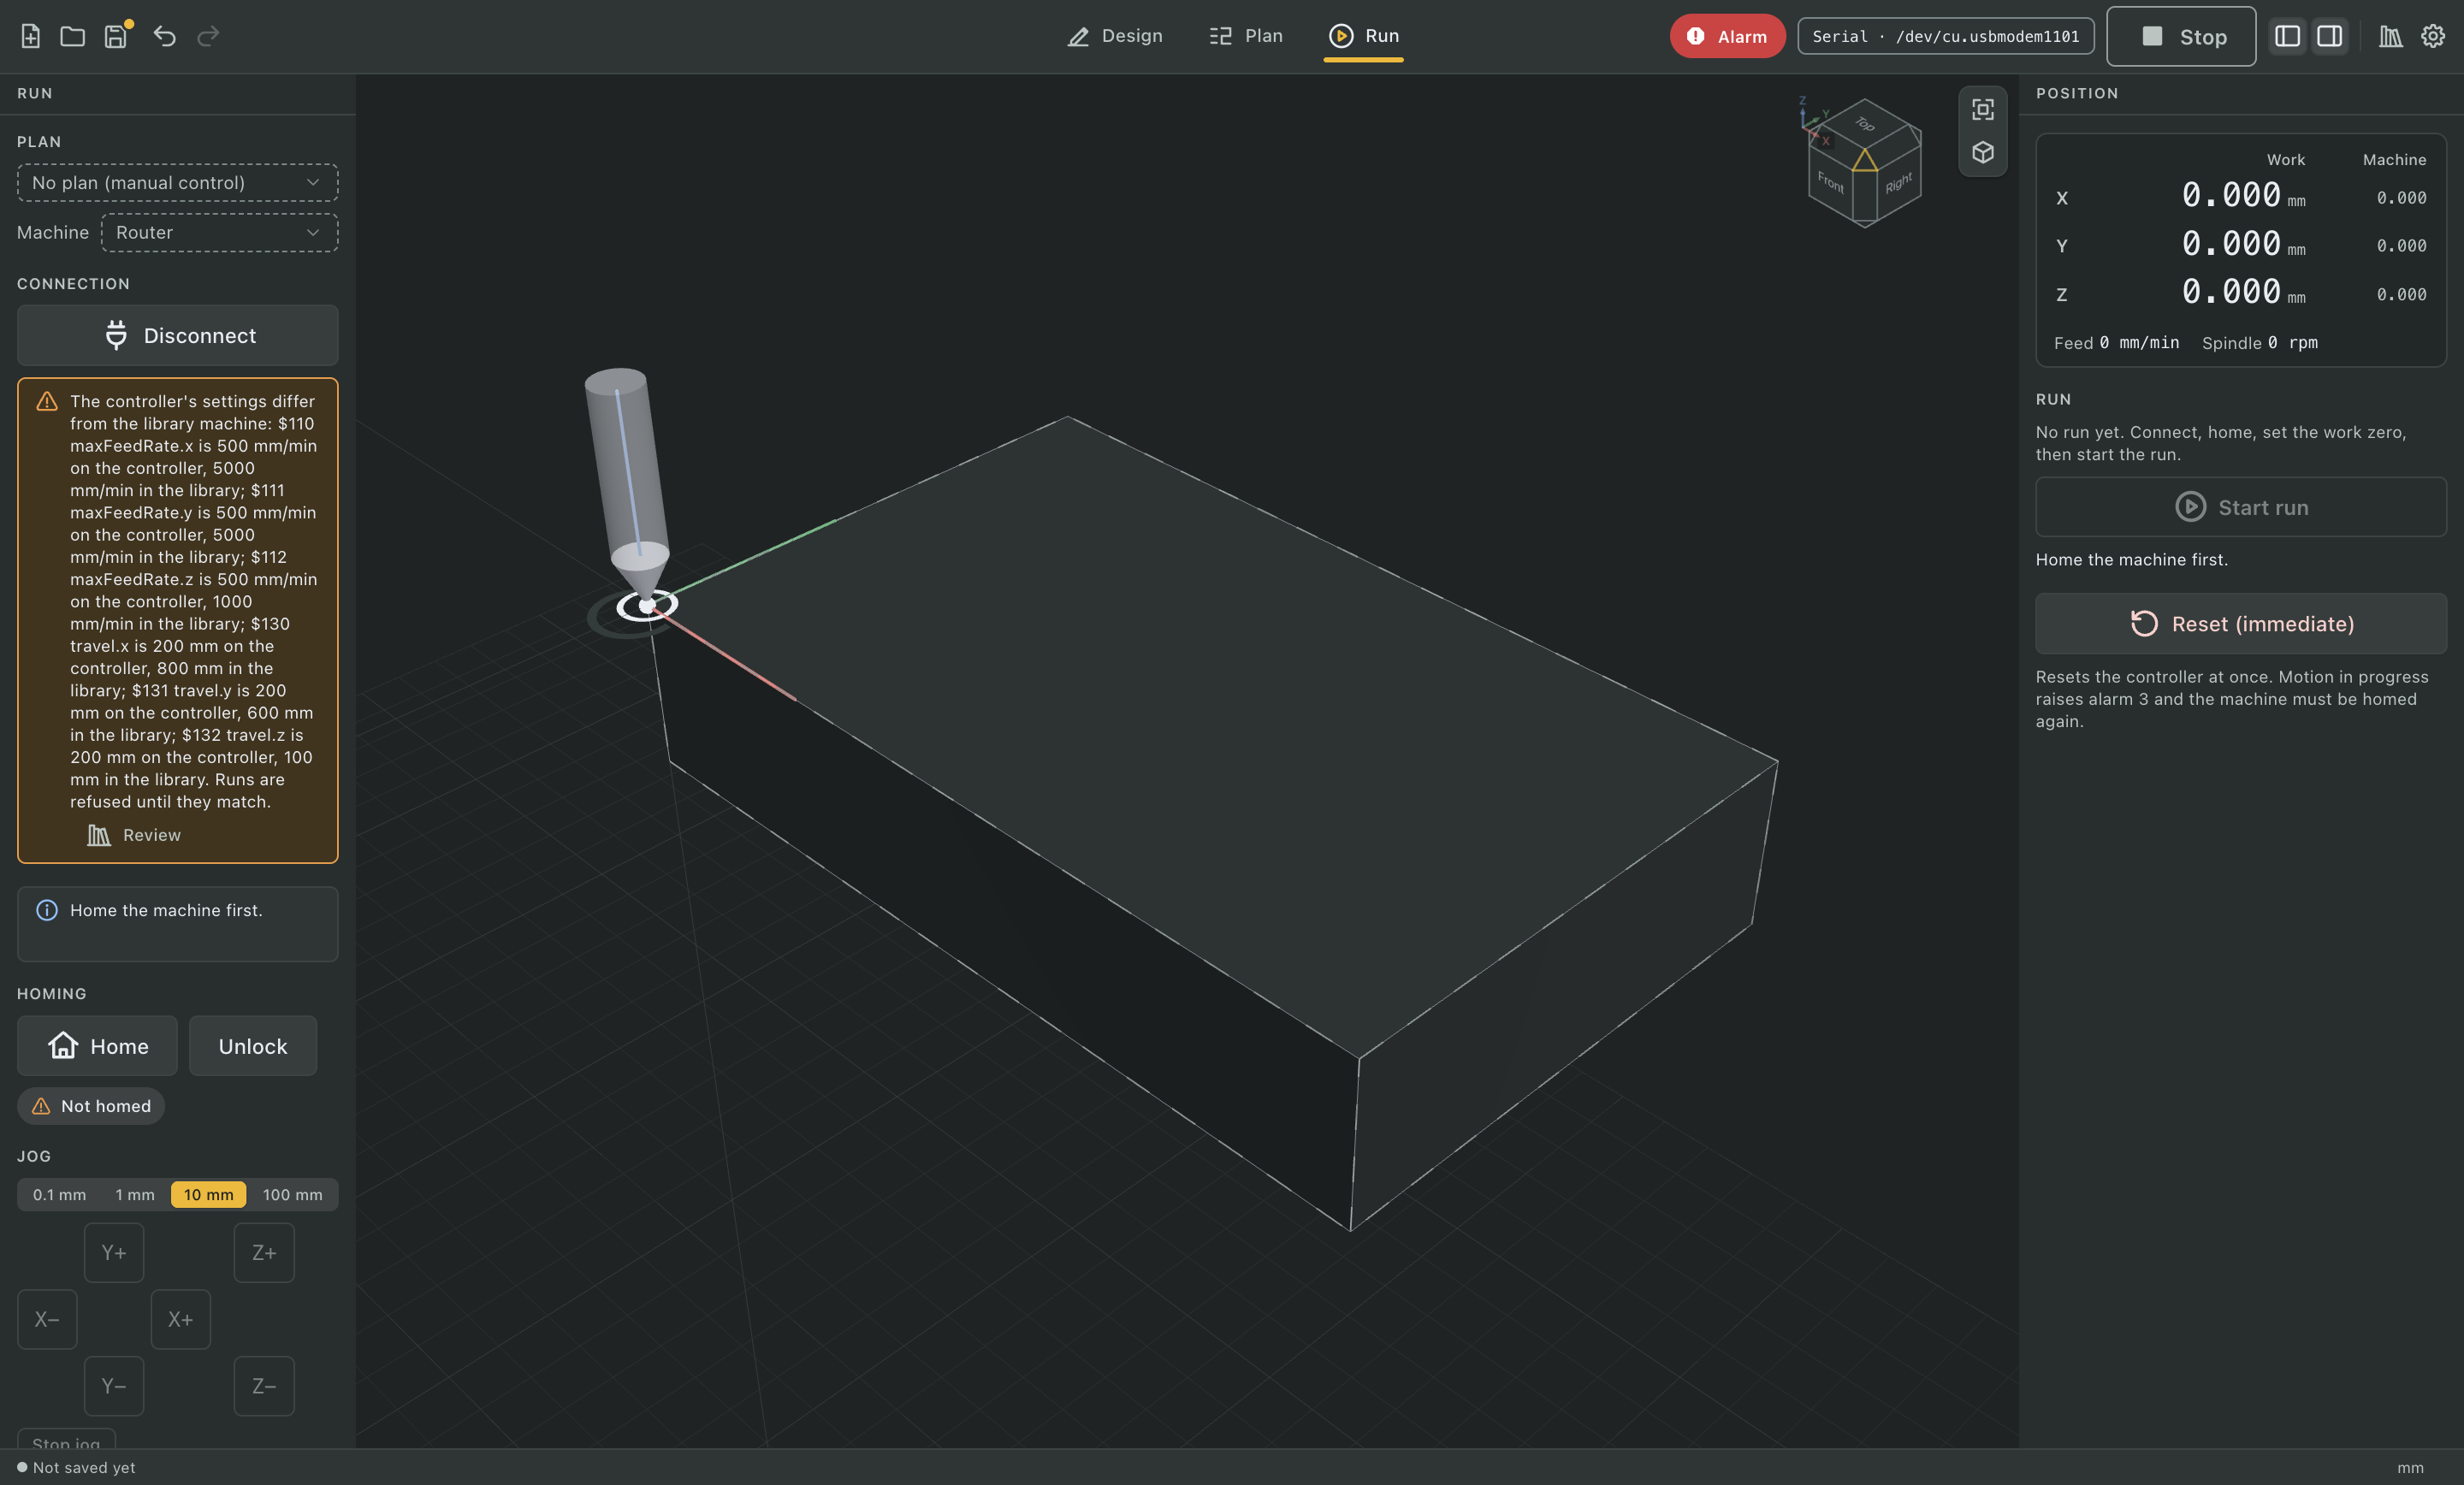 Design
Plan
Run
Alarm
Serial · /dev/cu.usbmodem1101
Stop
RUN
PLAN
No plan (manual control)
Machine
Router
CONNECTION
Disconnect
The controller's settings differ
from the library machine: $110
maxFeedRate.x is 500 mm/min
on the controller, 5000
mm/min in the library; $111
maxFeedRate.y is 500 mm/min
on the controller, 5000
mm/min in the library; $112
maxFeedRate.z is 500 mm/min
on the controller, 1000
mm/min in the library; $130
travel.x is 200 mm on the
controller, 800 mm in the
library; $131 travel.y is 200
mm on the controller, 600 mm
in the library; $132 travel.z is
200 mm on the controller, 100
mm in the library. Runs are
refused until they match.
Review
Home the machine first.
HOMING
Home
Unlock
Not homed
JOG
0.1 mm
1 mm
10 mm
100 mm
Y+
Z+
X−
X+
Y−
Z−
Stop jog
Z
Y
X
Top
Front
Right
POSITION
Work
Machine
X
0.000 mm
0.000
Y
0.000 mm
0.000
Z
0.000 mm
0.000
Feed 0 mm/min
Spindle 0 rpm
RUN
No run yet. Connect, home, set the work zero,
then start the run.
Start run
Home the machine first.
Reset (immediate)
Resets the controller at once. Motion in progress
raises alarm 3 and the machine must be homed
again.
Not saved yet
mm